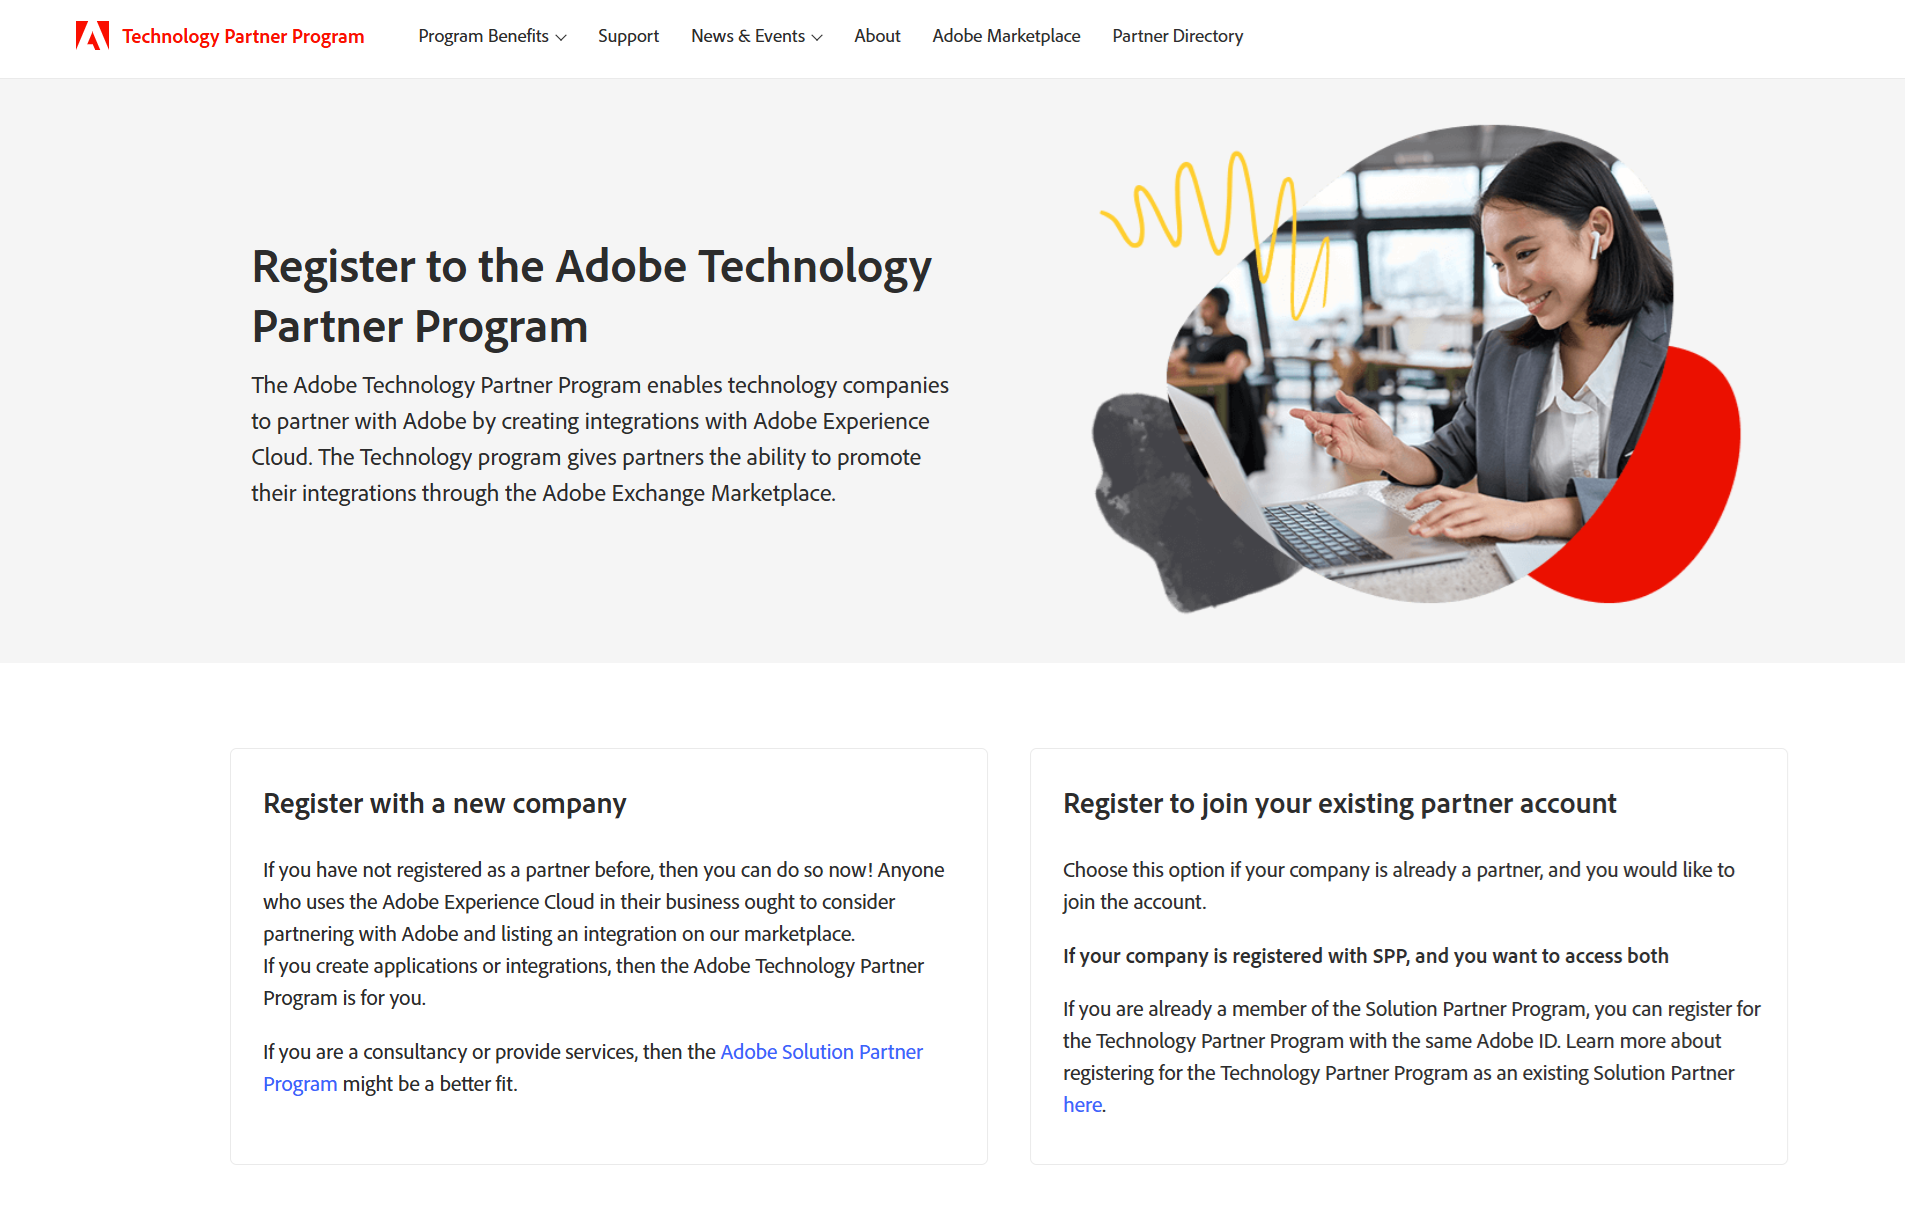 Technology Partner Program
Program Benefits
Support
News & Events
About
Adobe Marketplace
Partner Directory
Register to the Adobe Technology
Partner Program
The Adobe Technology Partner Program enables technology companies
to partner with Adobe by creating integrations with Adobe Experience
Cloud. The Technology program gives partners the ability to promote
their integrations through the Adobe Exchange Marketplace.
Register with a new company
If you have not registered as a partner before, then you can do so now! Anyone
who uses the Adobe Experience Cloud in their business ought to consider
partnering with Adobe and listing an integration on our marketplace.
If you create applications or integrations, then the Adobe Technology Partner
Program is for you.
If you are a consultancy or provide services, then the Adobe Solution Partner
Program might be a better fit.
Register to join your existing partner account
Choose this option if your company is already a partner, and you would like to
join the account.
If your company is registered with SPP, and you want to access both
If you are already a member of the Solution Partner Program, you can register for
the Technology Partner Program with the same Adobe ID. Learn more about
registering for the Technology Partner Program as an existing Solution Partner
here.